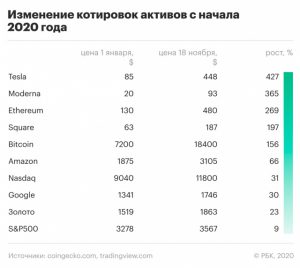 Изменение котировок активов с начала
2020 года
цена 1 января, $ цена 18 ноября, $ рост, %
Tesla 85 448 427
Moderna 20 93 365
Ethereum 130 480 269
Square 63 187 197
Bitcoin 7200 18400 156
Amazon 1875 3105 66
Nasdaq 9040 11800 31
Google 1341 1746 30
Золото 1519 1863 23
S&P500 3278 3567 9
Источники: coingecko.com, tradingview.com © РБК, 2020